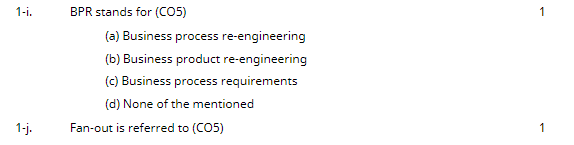 1-i. BPR stands for (CO5) 1
(a) Business process re-engineering
(b) Business product re-engineering
(c) Business process requirements
(d) None of the mentioned
1-j. Fan-out is referred to (CO5) 1